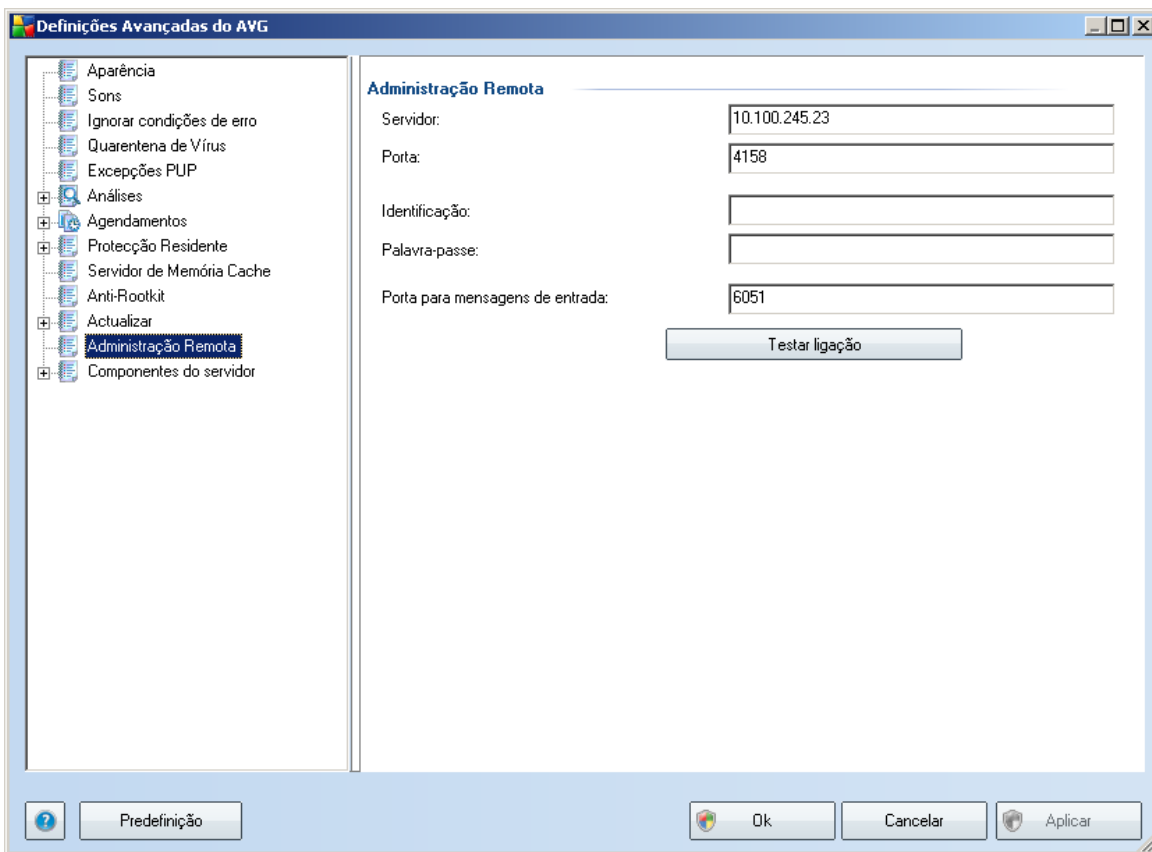 Definições Avançadas do AVG
Aparência
Sons
Ignorar condições de erro
Quarentena de Vírus
Excepções PUP
Análises
Agendamentos
Protecção Residente
Servidor de Memória Cache
Anti-Rootkit
Actualizar
Administração Remota
Componentes do servidor
Administração Remota
Servidor: 10.100.245.23
Porta: 4158
Identificação:
Palavra-passe:
Porta para mensagens de entrada: 6051
Testar ligação
Predefinição Ok Cancelar Aplicar